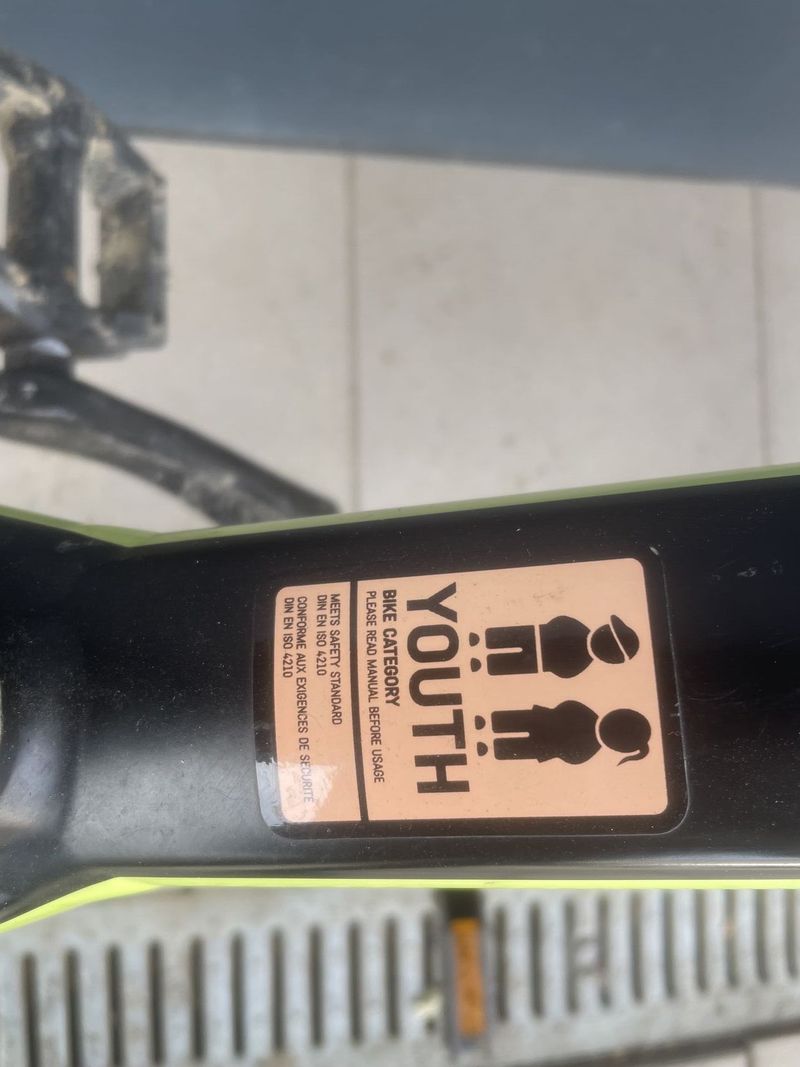 YOUTH
BIKE CATEGORY
PLEASE READ MANUAL BEFORE USAGE
MEETS SAFETY STANDARD
DIN EN ISO 4210
CONFORME AUX EXIGENCES DE SÉCURITÉ
DIN EN ISO 4210